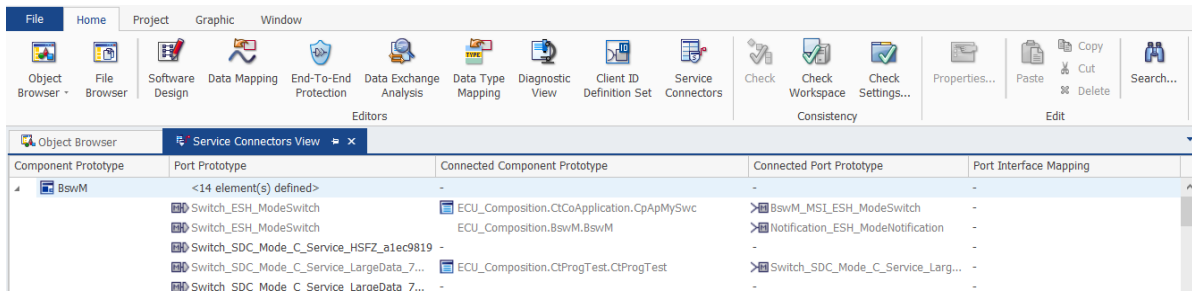 File Home Project Graphic Window
Object Browser File Browser Software Design Data Mapping End-To-End Protection Data Exchange Analysis Data Type Mapping Diagnostic View Client ID Definition Set Service Connectors Check Check Workspace Check Settings... Properties... Paste Copy Cut Delete Search...
Editors Consistency Edit
Object Browser Service Connectors View
Component Prototype Port Prototype Connected Component Prototype Connected Port Prototype Port Interface Mapping
BswM <14 element(s) defined> - - -
Switch_ESH_ModeSwitch ECU_Composition.CtCoApplication.CpApMySwc BswM_MSI_ESH_ModeSwitch -
Switch_ESH_ModeSwitch ECU_Composition.BswM.BswM Notification_ESH_ModeNotification -
Switch_SDC_Mode_C_Service_HSFZ_a1ec9819 - - -
Switch_SDC_Mode_C_Service_LargeData_7... ECU_Composition.CtProgTest.CtProgTest Switch_SDC_Mode_C_Service_Larg... -
Switch_SDC_Mode_C_Service_LargeData_7... - - -